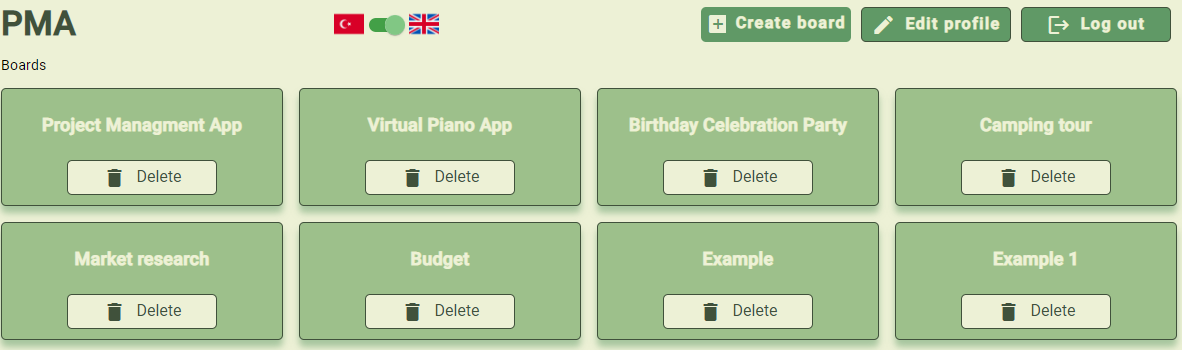 PMA
Create board
Edit profile
Log out
Boards
Project Managment App
Virtual Piano App
Birthday Celebration Party
Camping tour
Delete
Delete
Delete
Delete
Market research
Budget
Example
Example 1
Delete
Delete
Delete
Delete